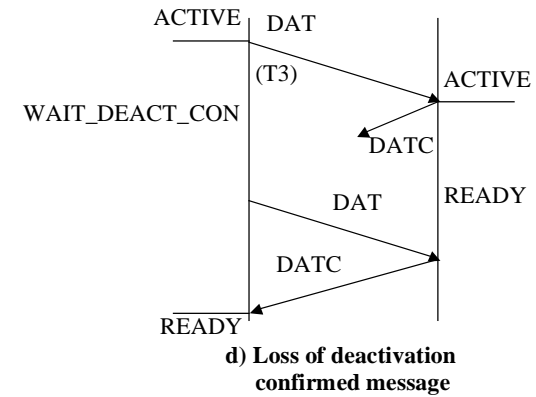 ACTIVE DAT
(T3)
ACTIVE
WAIT_DEACT_CON
DATC
READY
DAT
DATC
READY
d) Loss of deactivation
confirmed message